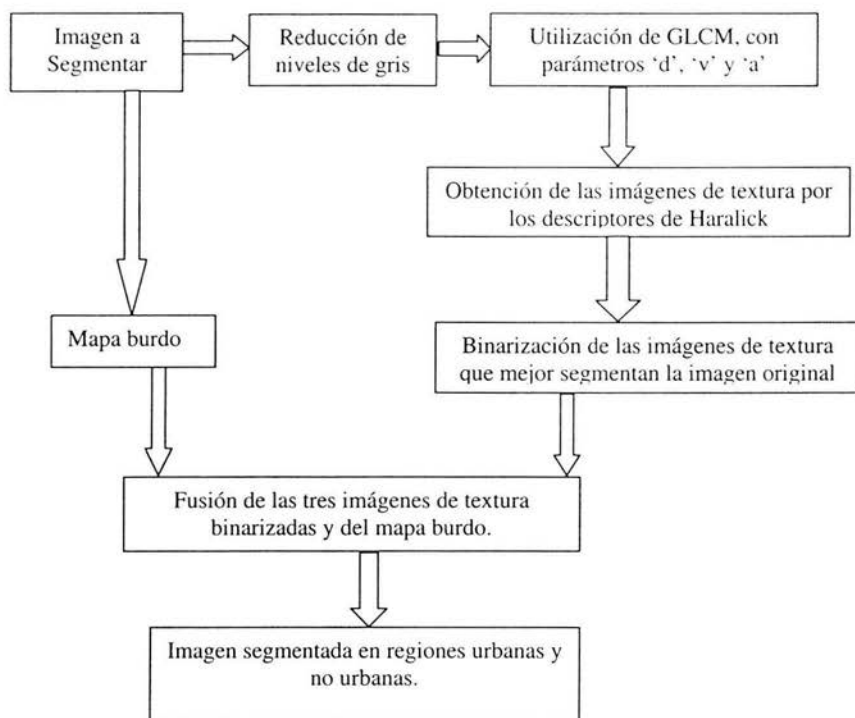 Imagen a
Segmentar
Reducción de
niveles de gris
Utilización de GLCM, con
parámetros ‘d’, ‘v’ y ‘a’
Obtención de las imágenes de textura por
los descriptores de Haralick
Mapa burdo
Binarización de las imágenes de textura
que mejor segmentan la imagen original
Fusión de las tres imágenes de textura
binarizadas y del mapa burdo.
Imagen segmentada en regiones urbanas y
no urbanas.